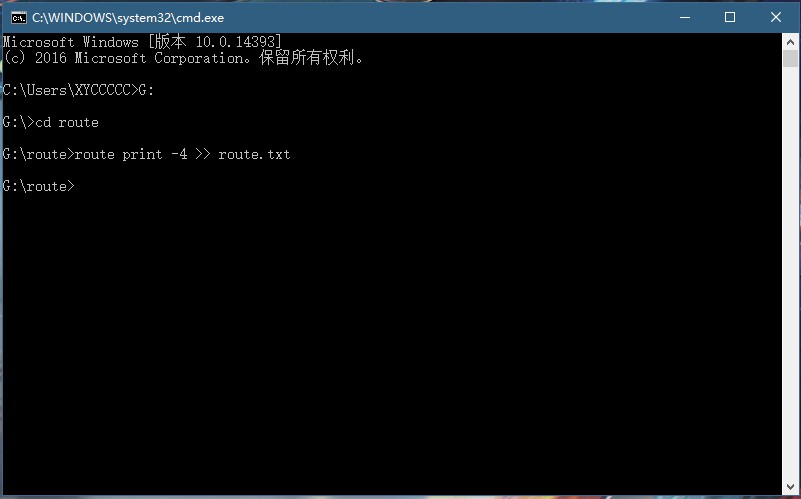 C:\WINDOWS\system32\cmd.exe
Microsoft Windows [版本 10.0.14393]
(c) 2016 Microsoft Corporation。保留所有权利。
C:\Users\XYCCCCC>G:
G:\>cd route
G:\route>route print -4 >> route.txt
G:\route>